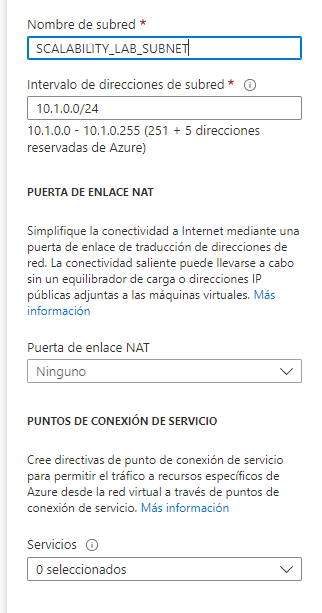 Nombre de subred *
SCALABILITY_LAB_SUBNET
Intervalo de direcciones de subred *
10.1.0.0/24
10.1.0.0 - 10.1.0.255 (251 + 5 direcciones
reservadas de Azure)
PUERTA DE ENLACE NAT
Simplifique la conectividad a Internet mediante una
puerta de enlace de traducción de direcciones de
red. La conectividad saliente puede llevarse a cabo
sin un equilibrador de carga o direcciones IP
públicas adjuntas a las máquinas virtuales. Más
información
Puerta de enlace NAT
Ninguno
PUNTOS DE CONEXIÓN DE SERVICIO
Cree directivas de punto de conexión de servicio
para permitir el tráfico a recursos específicos de
Azure desde la red virtual a través de puntos de
conexión de servicio. Más información
Servicios
0 seleccionados